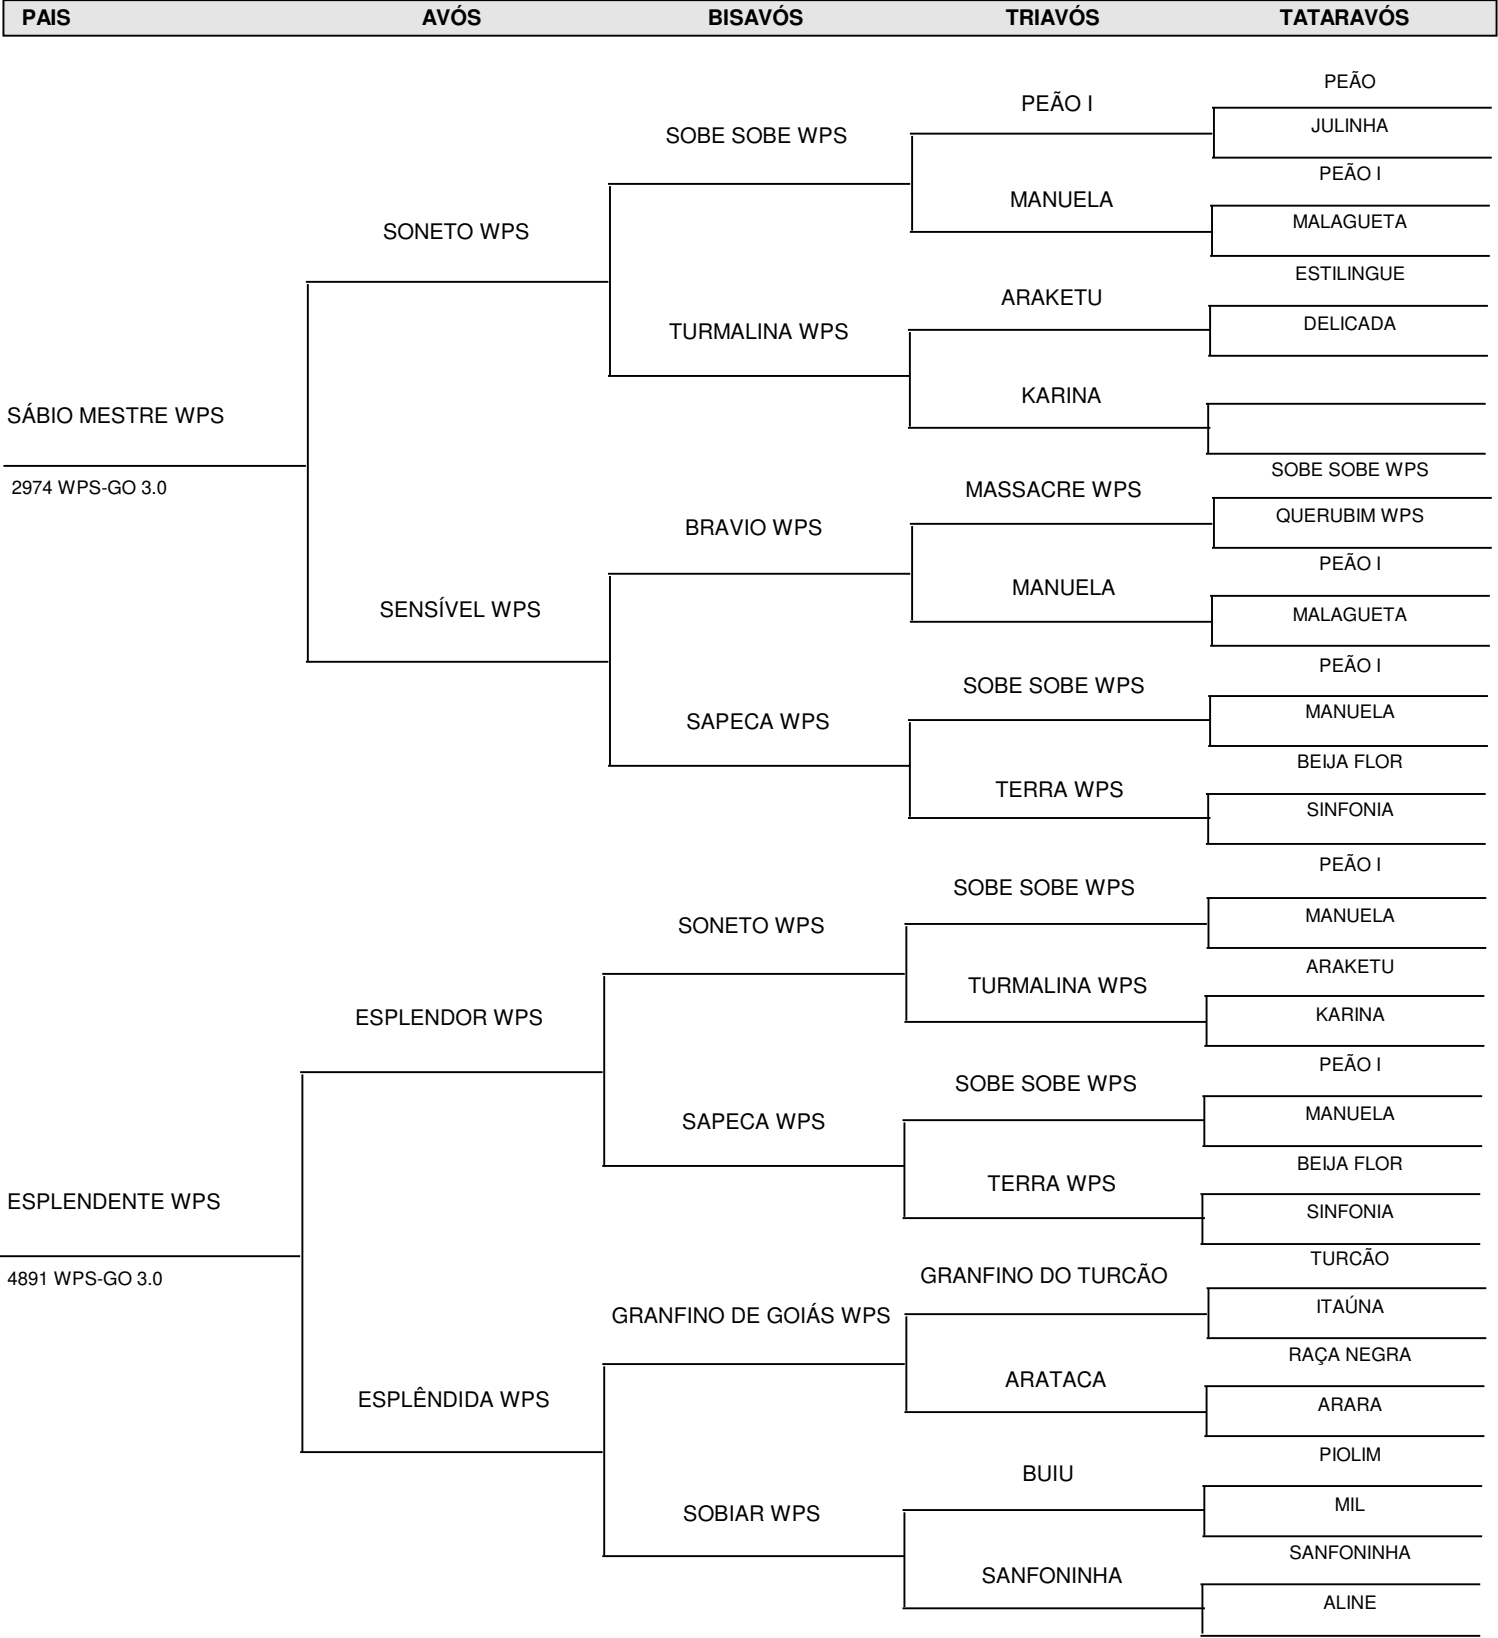 PAIS AVÓS BISAVÓS TRIAVÓS TATARAVÓS
PEÃO
PEÃO I
JULINHA
SOBE SOBE WPS
PEÃO I
MANUELA
MALAGUETA
SONETO WPS
ESTILINGUE
ARAKETU
DELICADA
TURMALINA WPS
KARINA
SÁBIO MESTRE WPS
SOBE SOBE WPS
2974 WPS-GO 3.0
MASSACRE WPS
QUERUBIM WPS
BRAVIO WPS
PEÃO I
MANUELA
SENSÍVEL WPS
MALAGUETA
PEÃO I
SOBE SOBE WPS
MANUELA
SAPECA WPS
BEIJA FLOR
TERRA WPS
SINFONIA
PEÃO I
SOBE SOBE WPS
MANUELA
SONETO WPS
ARAKETU
TURMALINA WPS
KARINA
ESPLENDOR WPS
PEÃO I
SOBE SOBE WPS
MANUELA
SAPECA WPS
BEIJA FLOR
TERRA WPS
ESPLENDENTE WPS
SINFONIA
TURCÃO
4891 WPS-GO 3.0
GRANFINO DO TURCÃO
ITAÚNA
GRANFINO DE GOIÁS WPS
RAÇA NEGRA
ARATACA
ESPLÊNDIDA WPS
ARARA
PIOLIM
BUIU
MIL
SOBIAR WPS
SANFONINHA
SANFONINHA
ALINE